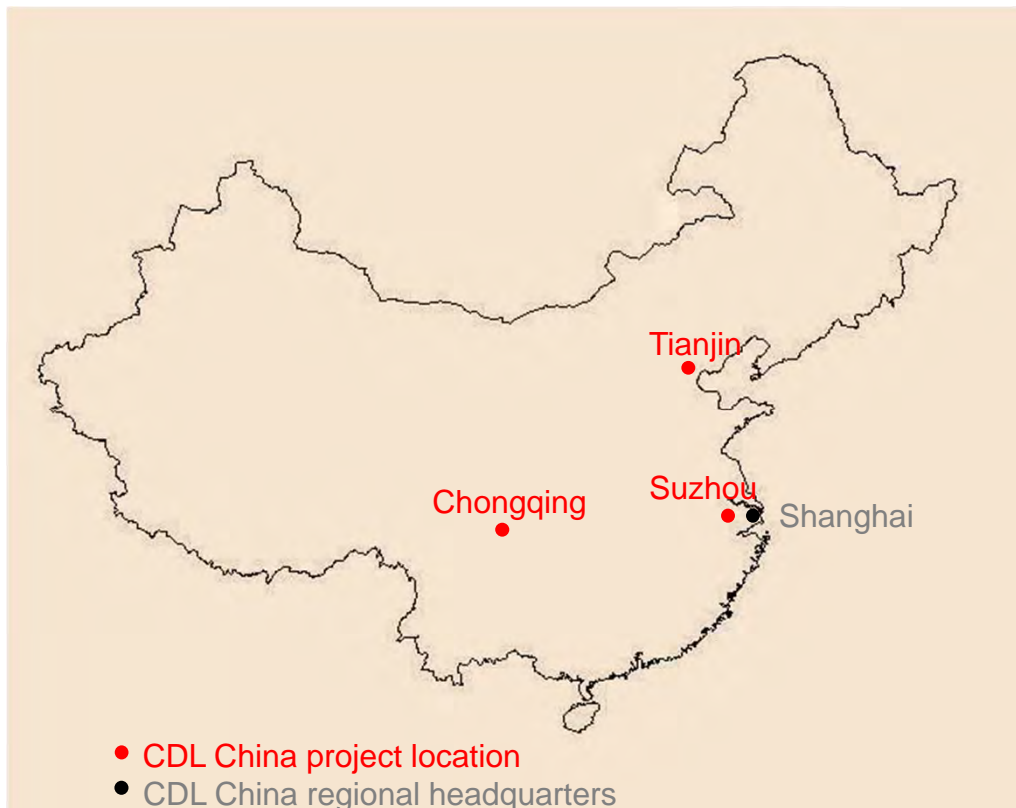 Tianjin
Suzhou
Chongqing
Shanghai
CDL China project location
CDL China regional headquarters